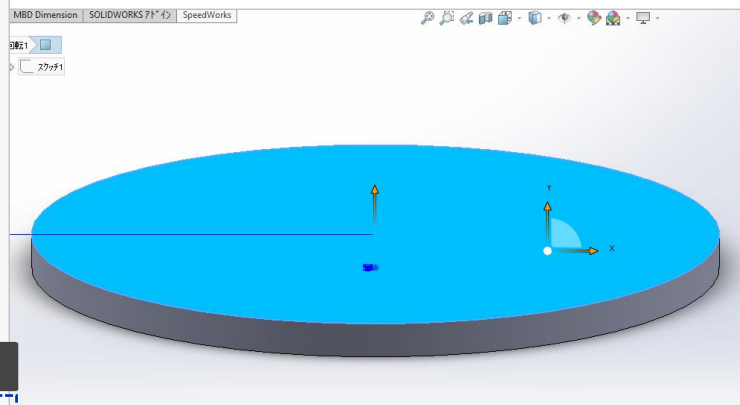 MBD Dimension SOLIDWORKS ｱﾄﾞｲﾝ SpeedWorks
回転1
スケッチ1
Y
X